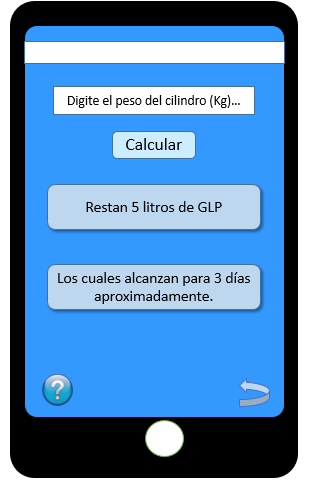 Digite el peso del cilindro (Kg)...
Calcular
Restan 5 litros de GLP
Los cuales alcanzan para 3 días
aproximadamente.
?